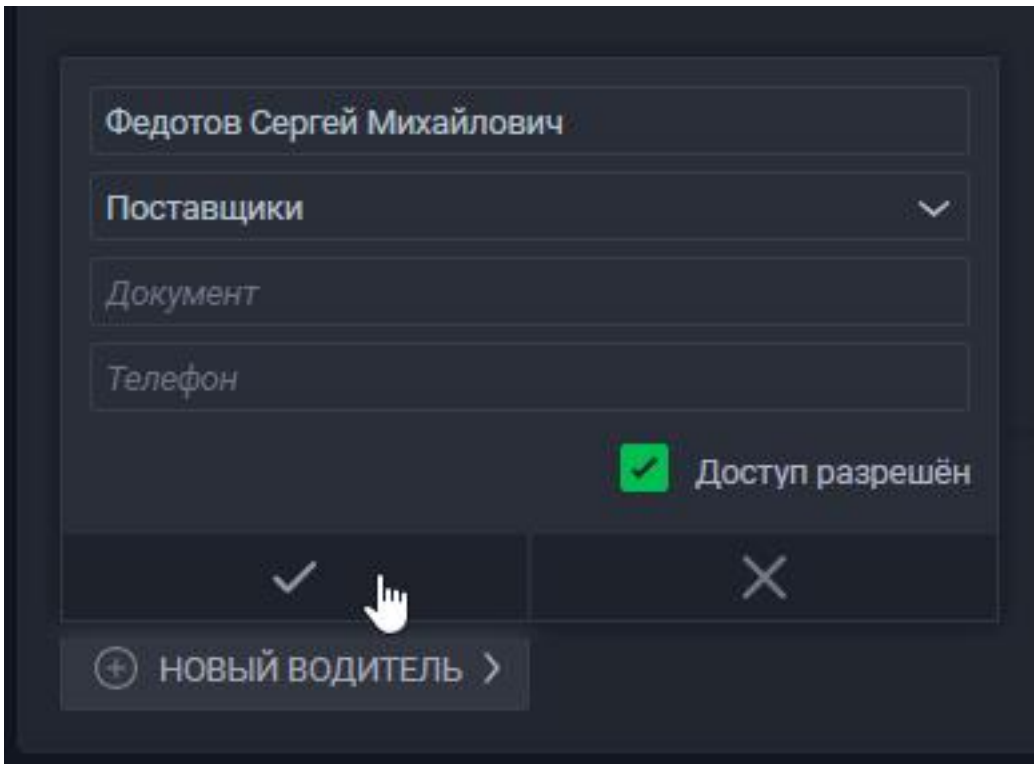 Федотов Сергей Михайлович
Поставщики
Документ
Телефон
Доступ разрешён
НОВЫЙ ВОДИТЕЛЬ